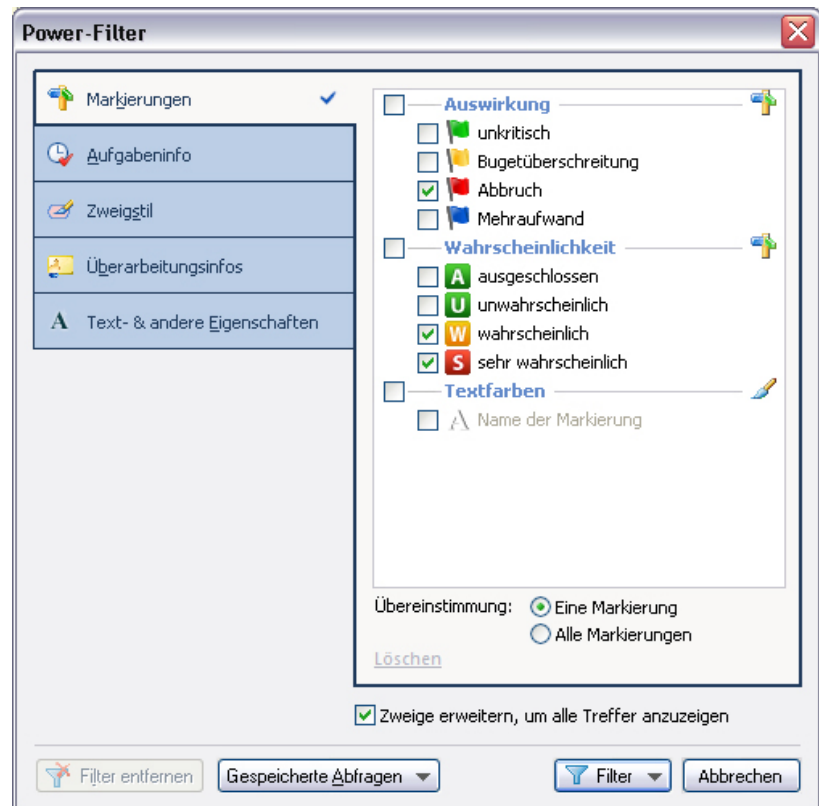 Power-Filter
Markierungen
Aufgabeninfo
Zweigstil
Überarbeitungsinfos
A Text- & andere Eigenschaften
Auswirkung
unkritisch
Bugetüberschreitung
Abbruch
Mehraufwand
Wahrscheinlichkeit
A ausgeschlossen
U unwahrscheinlich
W wahrscheinlich
S sehr wahrscheinlich
Textfarben
A Name der Markierung
Übereinstimmung: Eine Markierung
Alle Markierungen
Löschen
Zweige erweitern, um alle Treffer anzuzeigen
Filter entfernen Gespeicherte Abfragen Filter Abbrechen